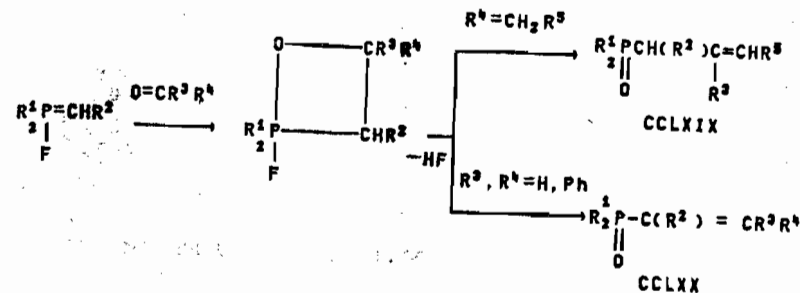 R⁴=CH₂R⁵
O CR³R⁴
R¹₂PCH(R²)C=CHR⁵
O R³
CCLXIX
R¹₂P=CHR² O=CR³R⁴
F
R¹₂P CHR²
F
-HF
R³, R⁴=H, Ph
R¹₂P-C(R²) = CR³R⁴
O
CCLXX